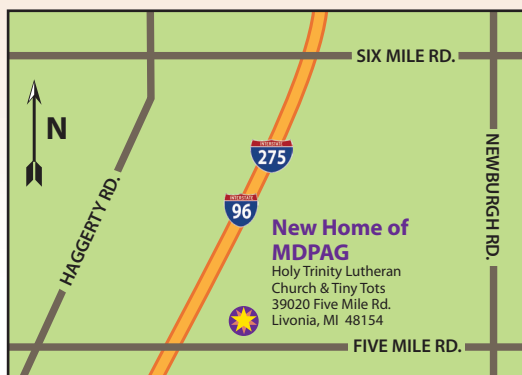 SIX MILE RD.
N
INTERSTATE
275
INTERSTATE
96
HAGGERTY RD.
NEWBURGH RD.
New Home of
MDPAG
Holy Trinity Lutheran
Church & Tiny Tots
39020 Five Mile Rd.
Livonia, MI 48154
FIVE MILE RD.